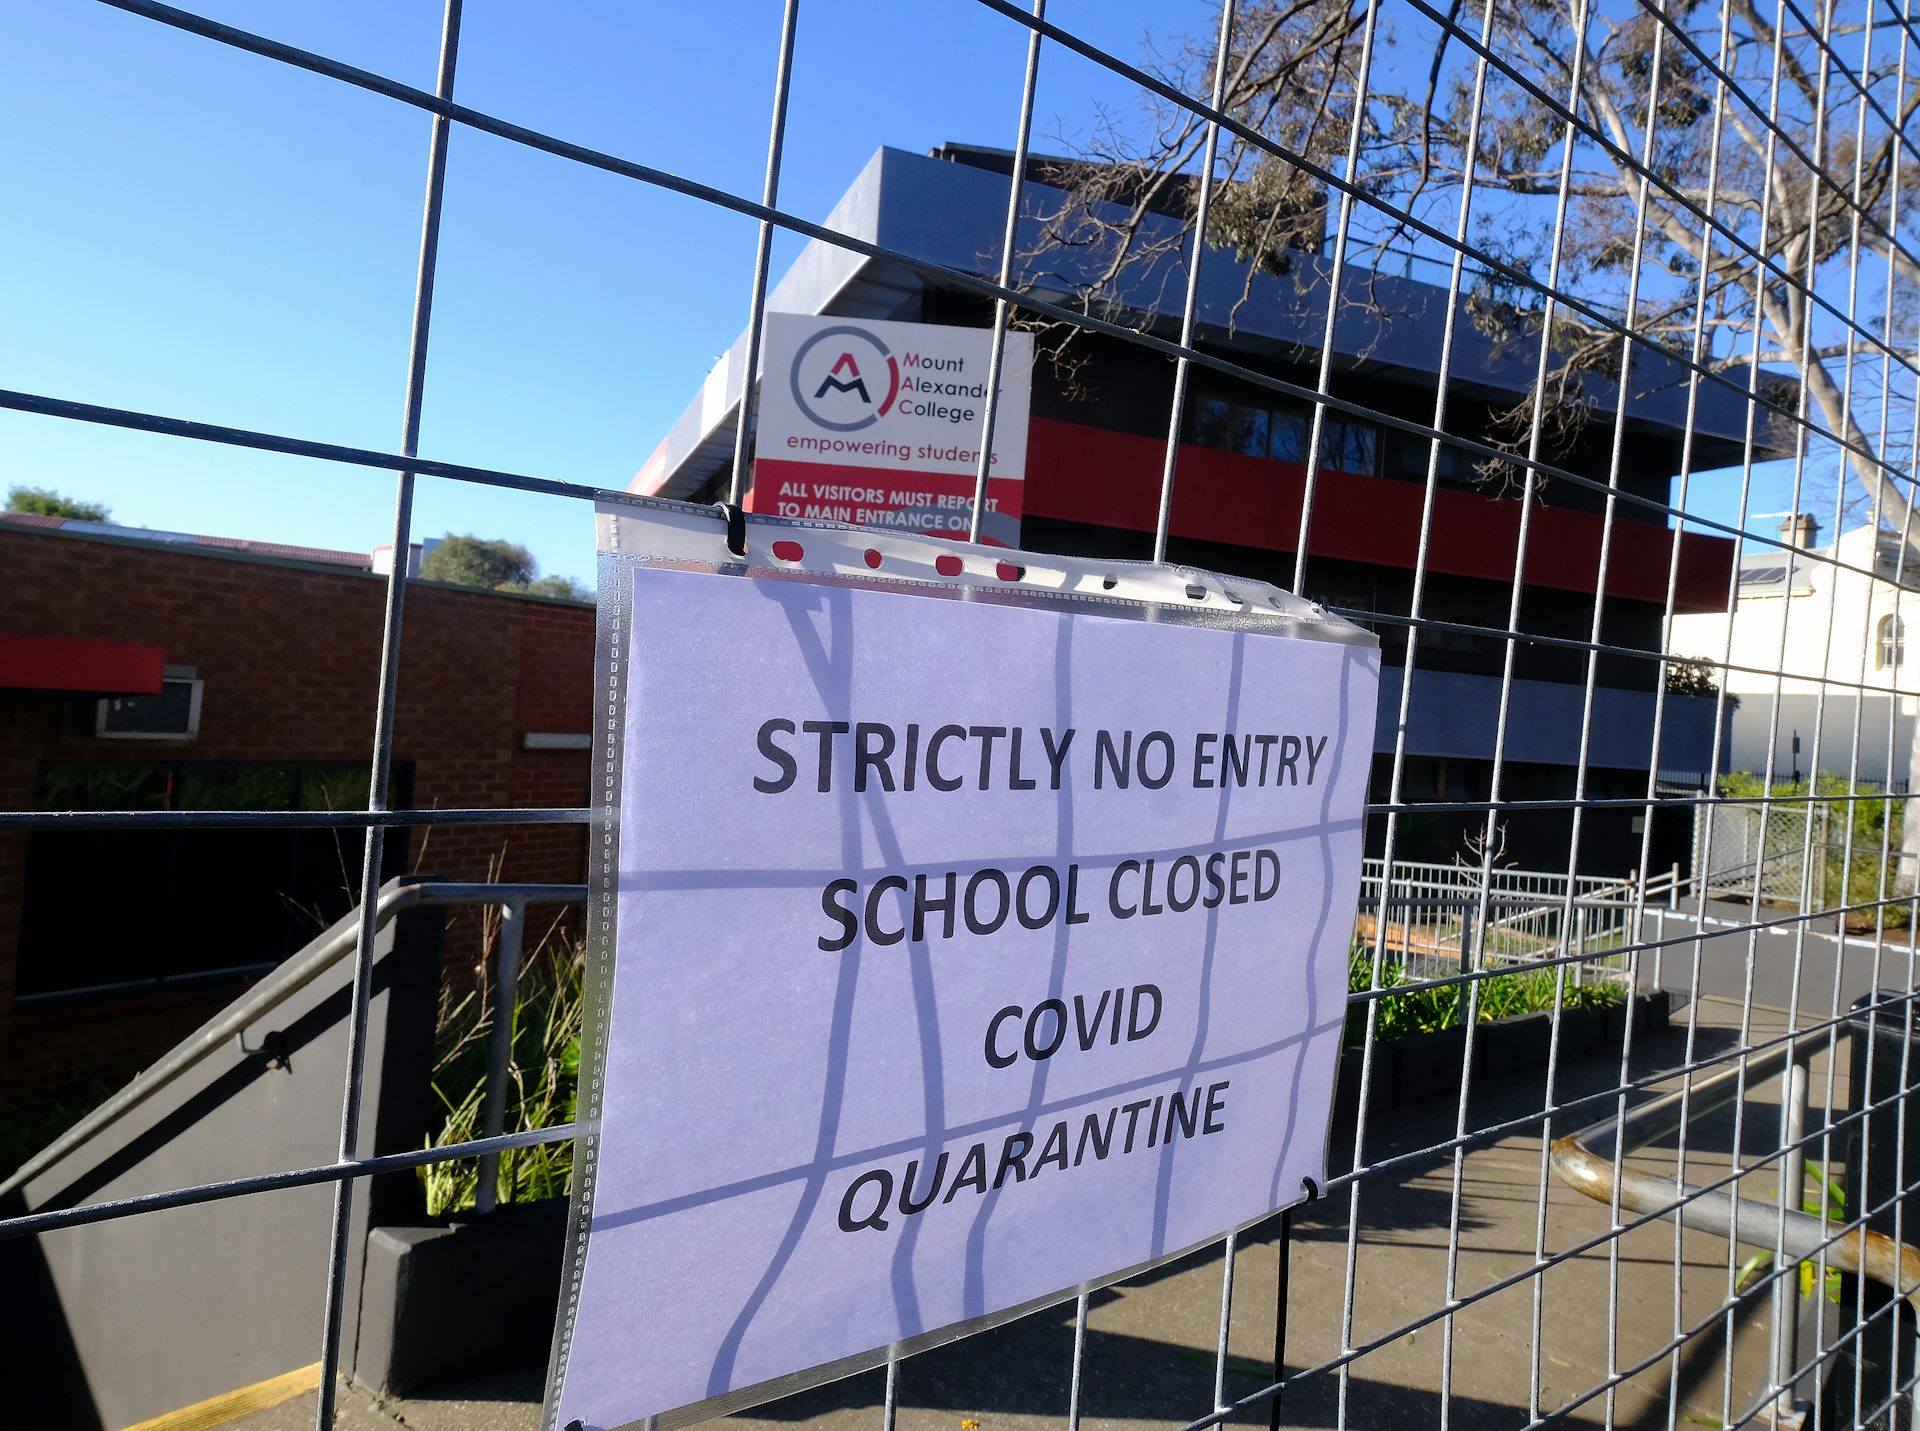 Mount
Alexander
College
empowering students
ALL VISITORS MUST REPORT
TO MAIN ENTRANCE ON
STRICTLY NO ENTRY
SCHOOL CLOSED
COVID
QUARANTINE